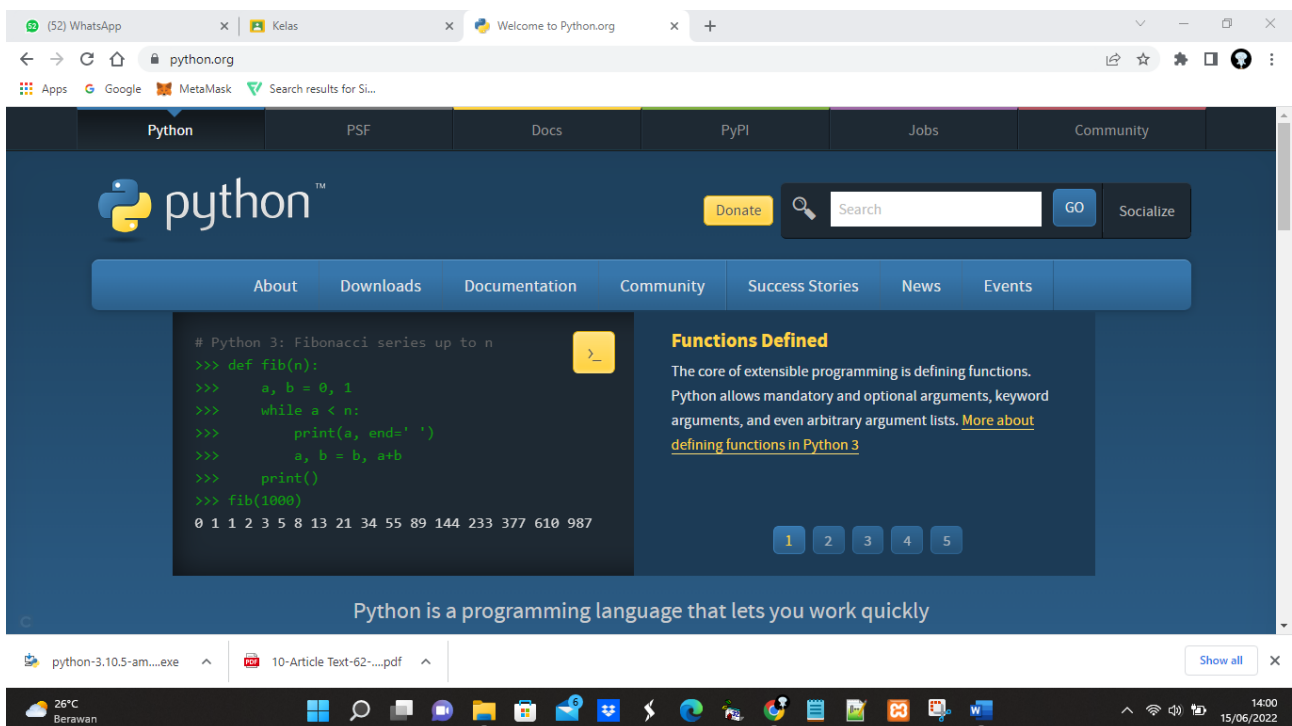 (52) WhatsApp Kelas Welcome to Python.org
python.org
Apps Google MetaMask Search results for Si...
Python PSF Docs PyPI Jobs Community
python™
Donate Search GO Socialize
About Downloads Documentation Community Success Stories News Events
# Python 3: Fibonacci series up to n
>>> def fib(n):
>>>     a, b = 0, 1
>>>     while a < n:
>>>         print(a, end=' ')
>>>         a, b = b, a+b
>>>     print()
>>> fib(1000)
0 1 1 2 3 5 8 13 21 34 55 89 144 233 377 610 987
>_
Functions Defined
The core of extensible programming is defining functions.
Python allows mandatory and optional arguments, keyword
arguments, and even arbitrary argument lists. More about
defining functions in Python 3
1 2 3 4 5
Python is a programming language that lets you work quickly
python-3.10.5-am....exe 10-Article Text-62-....pdf Show all
26°C
Berawan
6
14:00
15/06/2022